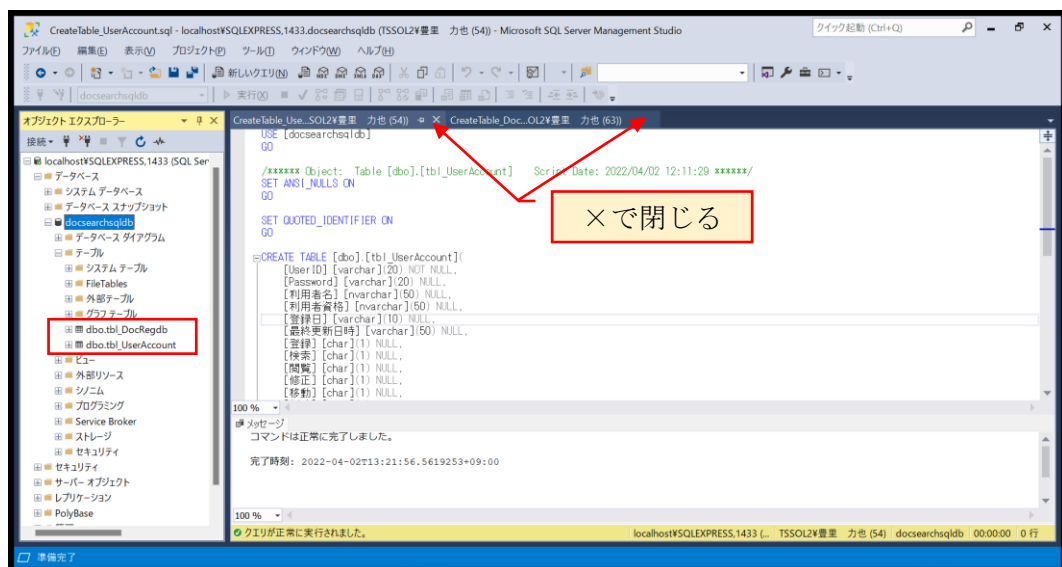 CreateTable_UserAccount.sql - localhost¥SQLEXPRESS,1433.docsearchsqldb (TSSOL2¥豊里　力也 (54)) - Microsoft SQL Server Management Studio
クイック起動 (Ctrl+Q)
ファイル(F) 編集(E) 表示(V) プロジェクト(P) ツール(T) ウィンドウ(W) ヘルプ(H)
新しいクエリ(N)
docsearchsqldb
実行(X)
オブジェクト エクスプローラー
CreateTable_Use...SOL2¥豊里　力也 (54))
CreateTable_Doc...OL2¥豊里　力也 (63))
接続
localhost¥SQLEXPRESS,1433 (SQL Ser
データベース
システム データベース
データベース スナップショット
docsearchsqldb
データベース ダイアグラム
テーブル
システム テーブル
FileTables
外部テーブル
グラフ テーブル
dbo.tbl_DocRegdb
dbo.tbl_UserAccount
ビュー
外部リソース
シノニム
プログラミング
Service Broker
ストレージ
セキュリティ
セキュリティ
サーバー オブジェクト
レプリケーション
PolyBase
USE [docsearchsqldb]
GO
/****** Object:  Table [dbo].[tbl_UserAccount]    Script Date: 2022/04/02 12:11:29 ******/
SET ANSI_NULLS ON
GO
SET QUOTED_IDENTIFIER ON
GO
CREATE TABLE [dbo].[tbl_UserAccount](
[UserID] [varchar](20) NOT NULL,
[Password] [varchar](20) NULL,
[利用者名] [nvarchar](50) NULL,
[利用者資格] [nvarchar](50) NULL,
[登録日] [varchar](10) NULL,
[最終更新日時] [varchar](50) NULL,
[登録] [char](1) NULL,
[検索] [char](1) NULL,
[閲覧] [char](1) NULL,
[修正] [char](1) NULL,
[移動] [char](1) NULL,
×で閉じる
100 %
メッセージ
コマンドは正常に完了しました。
完了時刻: 2022-04-02T13:21:56.5619253+09:00
100 %
クエリが正常に実行されました。
localhost¥SQLEXPRESS,1433 (... TSSOL2¥豊里　力也 (54) docsearchsqldb 00:00:00 0 行
準備完了